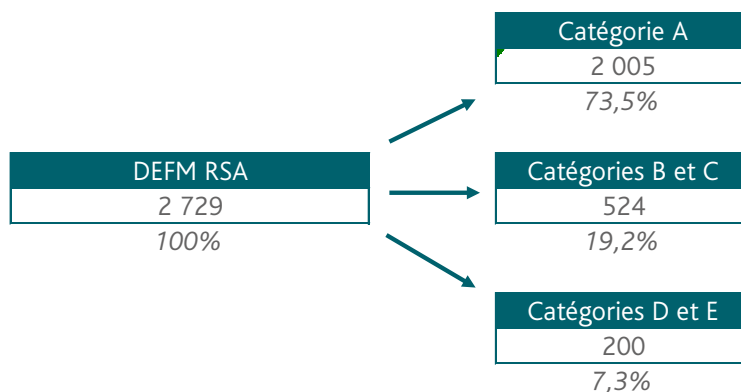 Catégorie A
2 005
73,5%
DEFM RSA
2 729
100%
Catégories B et C
524
19,2%
Catégories D et E
200
7,3%